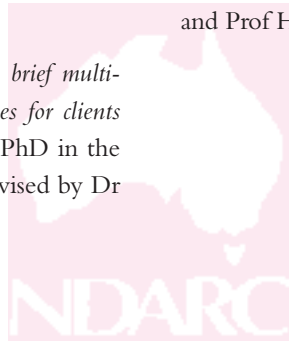 and Prof H
brief multi-
es for clients
PhD in the
vised by Dr
NDARC